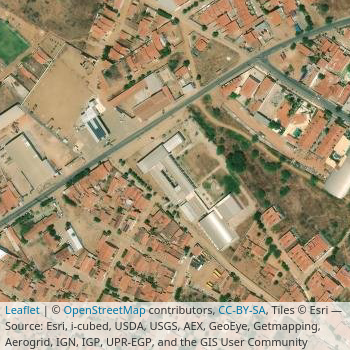 Leaflet | © OpenStreetMap contributors, CC-BY-SA, Tiles © Esri —
Source: Esri, i-cubed, USDA, USGS, AEX, GeoEye, Getmapping,
Aerogrid, IGN, IGP, UPR-EGP, and the GIS User Community